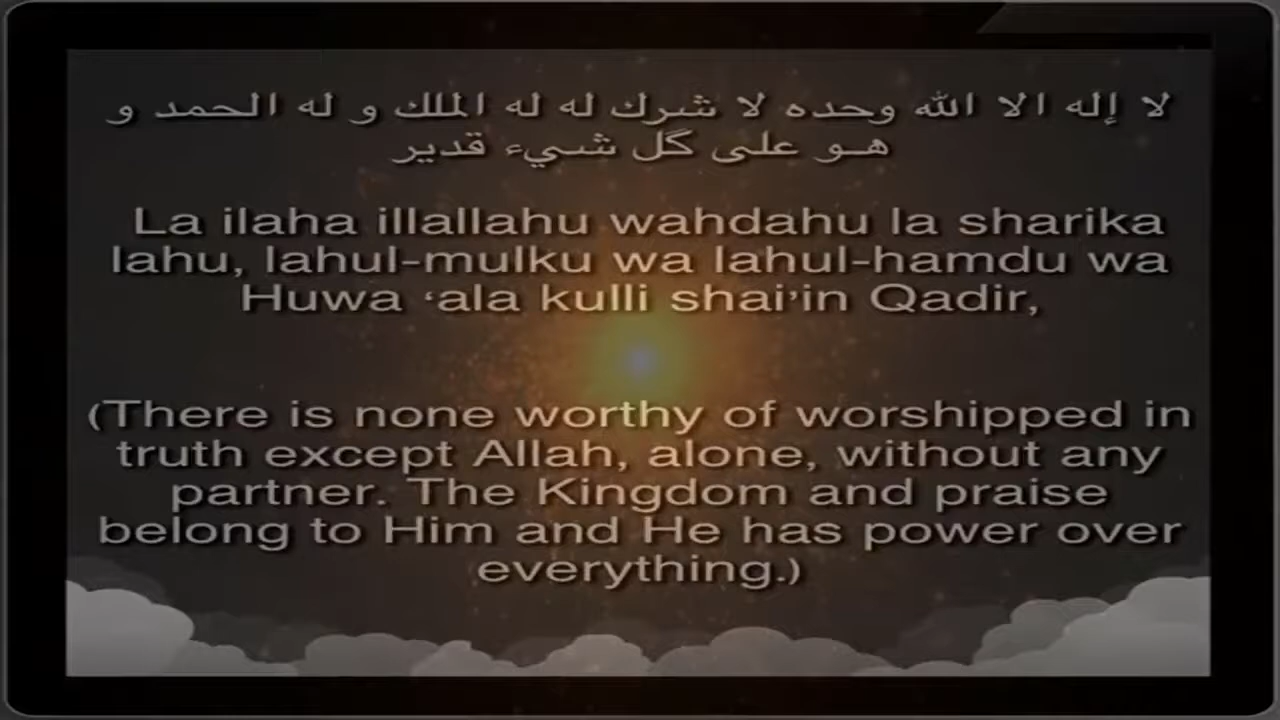 لا إله الا الله وحده لا شرك له له الملك و له الحمد و
هو على كل شيء قدير
La ilaha illallahu wahdahu la sharika
lahu, lahul-mulku wa lahul-hamdu wa
Huwa ‘ala kulli shai’in Qadir,
(There is none worthy of worshipped in
truth except Allah, alone, without any
partner. The Kingdom and praise
belong to Him and He has power over
everything.)